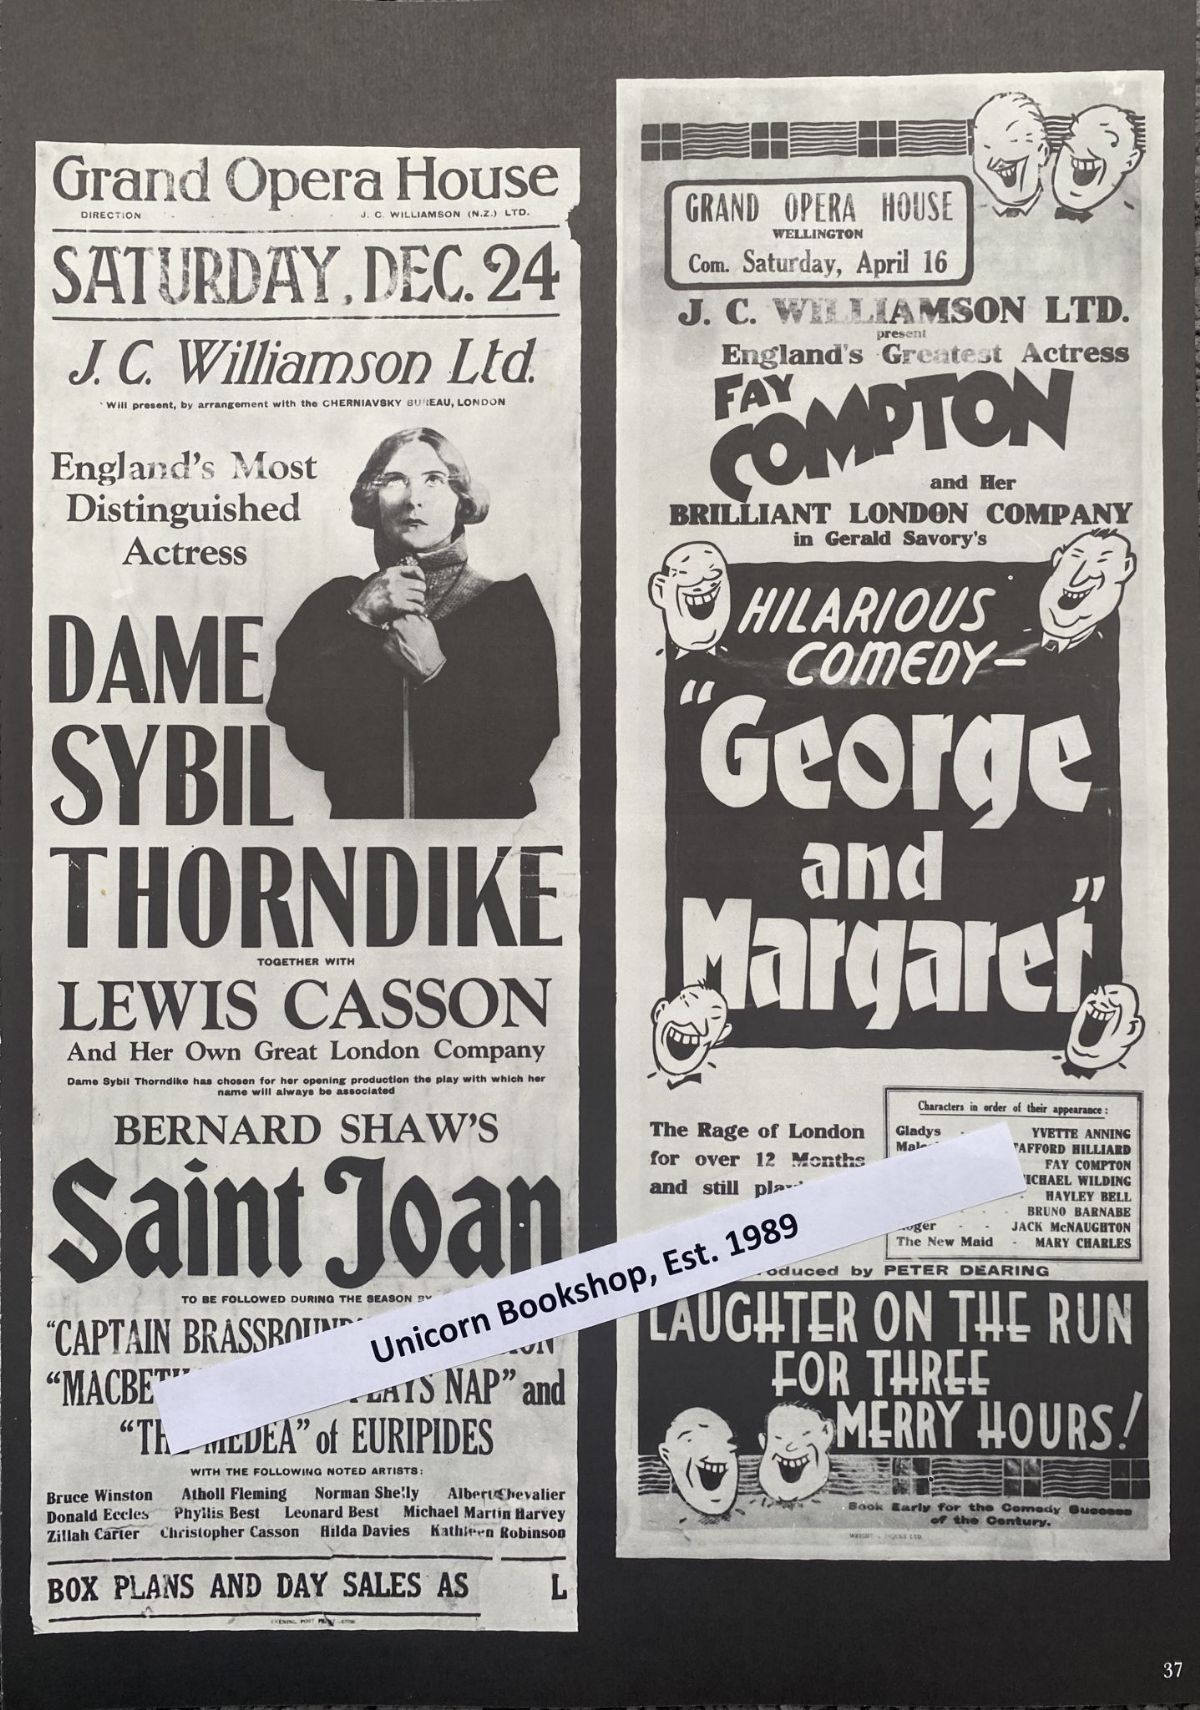 Grand Opera House
DIRECTION J. C. WILLIAMSON (N.Z.) LTD.
SATURDAY, DEC. 24
J. C. Williamson Ltd.
Will present, by arrangement with the CHERNIAVSKY BUREAU, LONDON
England's Most
Distinguished
Actress
DAME
SYBIL
THORNDIKE
TOGETHER WITH
LEWIS CASSON
And Her Own Great London Company
Dame Sybil Thorndike has chosen for her opening production the play with which her
name will always be associated
BERNARD SHAW'S
Saint Joan
TO BE FOLLOWED DURING THE SEASON BY
"CAPTAIN
"MACBETH NAP" and
"THE MEDEA" of EURIPIDES
WITH THE FOLLOWING NOTED ARTISTS:
Bruce Winston Atholl Fleming Norman Shelly Albert Chevalier
Donald Eccles Phyllis Best Leonard Best Michael Martin Harvey
Zillah Carter Christopher Casson Hilda Davies Kathleen Robinson
BOX PLANS AND DAY SALES AS L
GRAND OPERA HOUSE
WELLINGTON
Com. Saturday, April 16
J. C. WILLIAMSON LTD.
present
England's Greatest Actress
FAY
COMPTON
and Her
BRILLIANT LONDON COMPANY
in Gerald Savory's
HILARIOUS
COMEDY—
"George
and
Margaret"
The Rage of London
for over 12 Months
and still
Characters in order of their appearance:
Gladys - YVETTE ANNING
AFFORD HILLIARD
FAY COMPTON
ICHAEL WILDING
- HAYLEY BELL
- BRUNO BARNABE
oger - - JACK McNAUGHTON
The New Maid - MARY CHARLES
oduced by PETER DEARING
LAUGHTER ON THE RUN
FOR THREE
MERRY HOURS!
Book Early for the Comedy Success
of the Century.
Unicorn Bookshop, Est. 1989
37